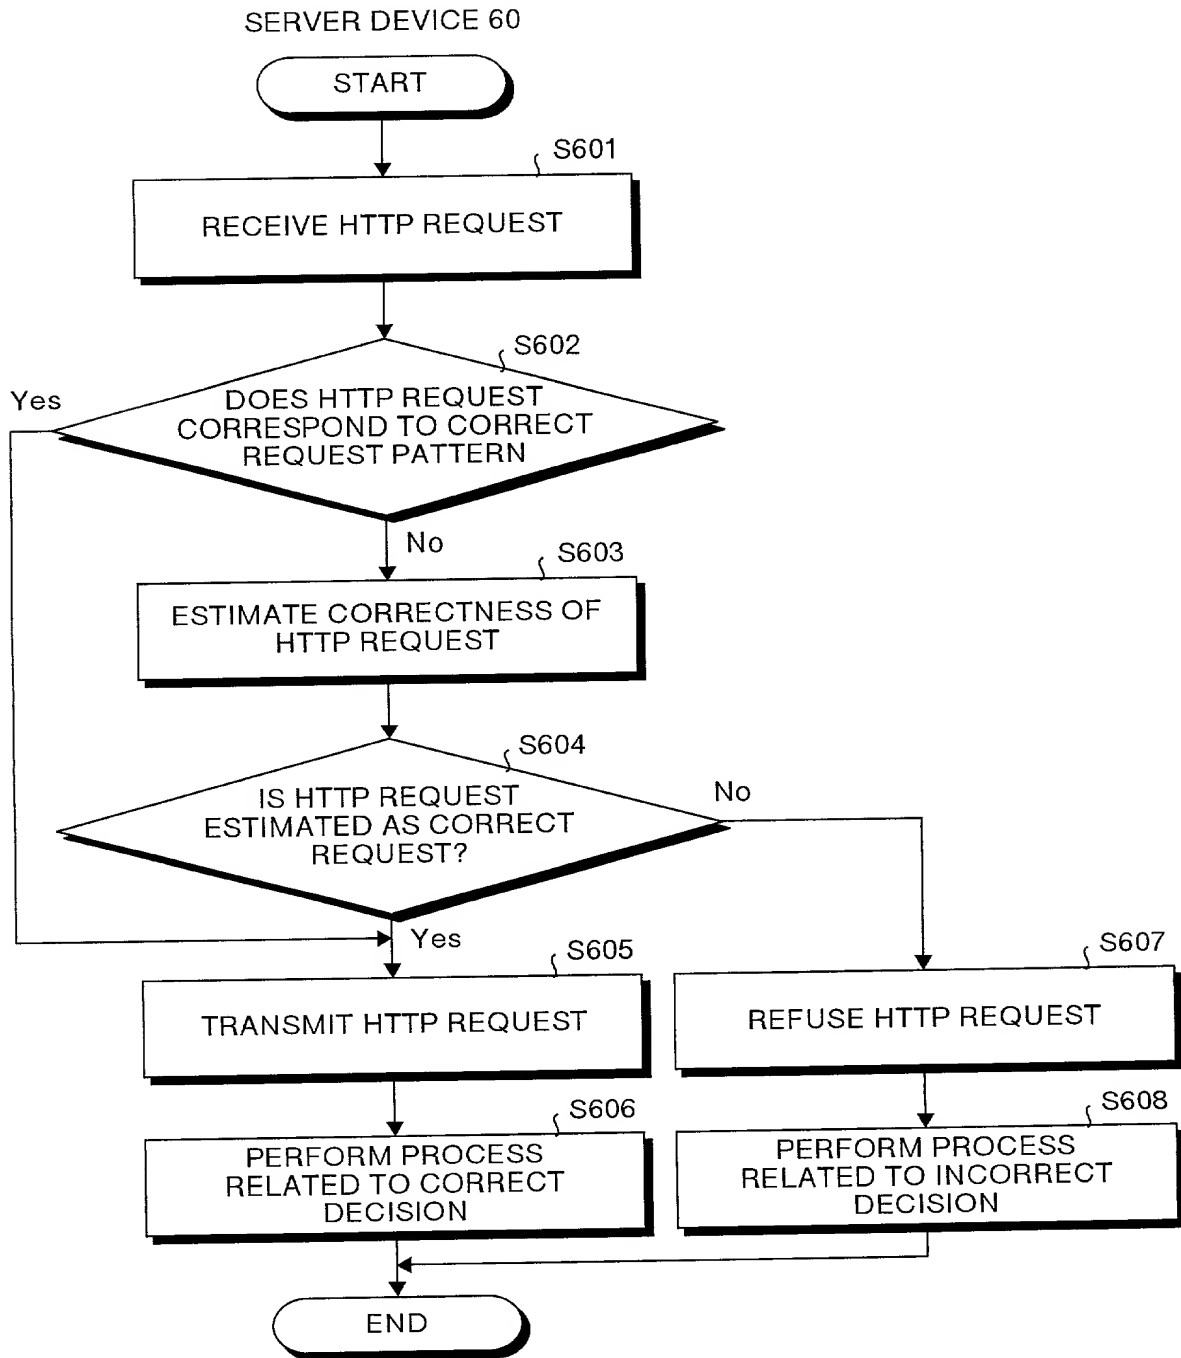 SERVER DEVICE 60
START
S601
RECEIVE HTTP REQUEST
S602
Yes
DOES HTTP REQUEST
CORRESPOND TO CORRECT
REQUEST PATTERN
No
S603
ESTIMATE CORRECTNESS OF
HTTP REQUEST
S604
No
IS HTTP REQUEST
ESTIMATED AS CORRECT
REQUEST?
Yes
S605
TRANSMIT HTTP REQUEST
S607
REFUSE HTTP REQUEST
S606
PERFORM PROCESS
RELATED TO CORRECT
DECISION
S608
PERFORM PROCESS
RELATED TO INCORRECT
DECISION
END